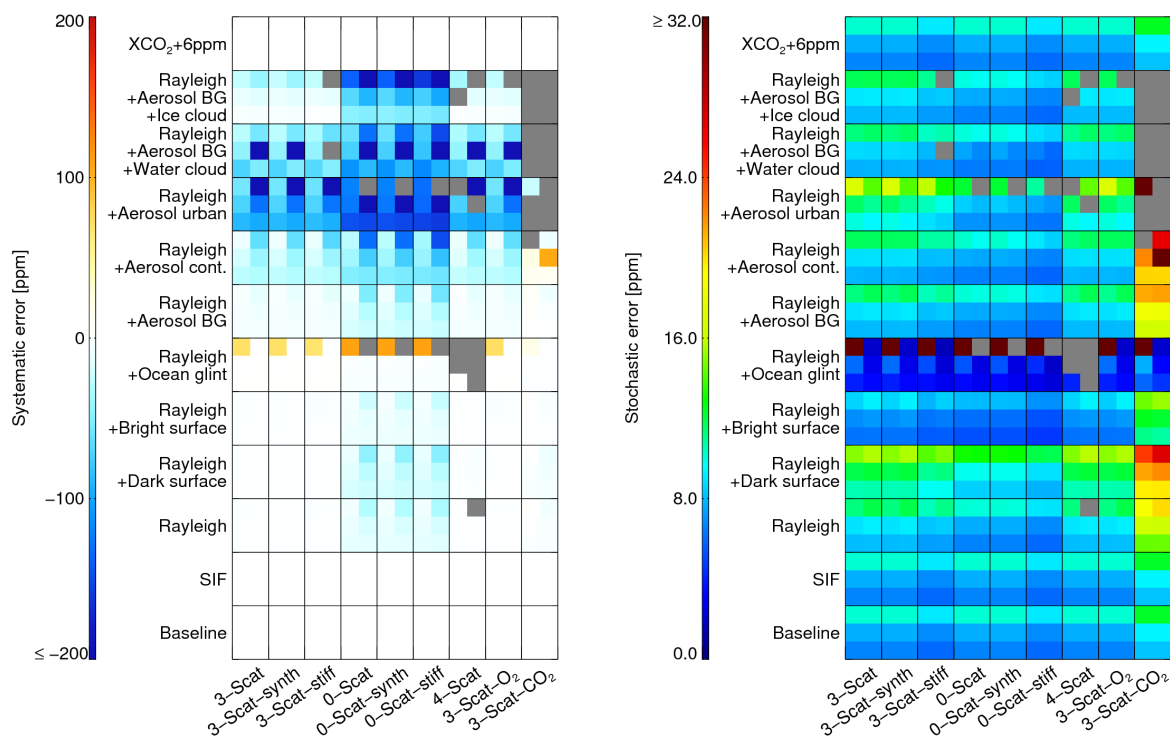 200
100
0
−100
≤ −200
Systematic error [ppm]
XCO₂+6ppm
Rayleigh
+Aerosol BG
+Ice cloud
Rayleigh
+Aerosol BG
+Water cloud
Rayleigh
+Aerosol urban
Rayleigh
+Aerosol cont.
Rayleigh
+Aerosol BG
Rayleigh
+Ocean glint
Rayleigh
+Bright surface
Rayleigh
+Dark surface
Rayleigh
SIF
Baseline
3−Scat
3−Scat−synth
3−Scat−stiff
0−Scat
0−Scat−synth
0−Scat−stiff
4−Scat
3−Scat−O₂
3−Scat−CO₂
≥ 32.0
24.0
16.0
8.0
0.0
Stochastic error [ppm]
XCO₂+6ppm
Rayleigh
+Aerosol BG
+Ice cloud
Rayleigh
+Aerosol BG
+Water cloud
Rayleigh
+Aerosol urban
Rayleigh
+Aerosol cont.
Rayleigh
+Aerosol BG
Rayleigh
+Ocean glint
Rayleigh
+Bright surface
Rayleigh
+Dark surface
Rayleigh
SIF
Baseline
3−Scat
3−Scat−synth
3−Scat−stiff
0−Scat
0−Scat−synth
0−Scat−stiff
4−Scat
3−Scat−O₂
3−Scat−CO₂